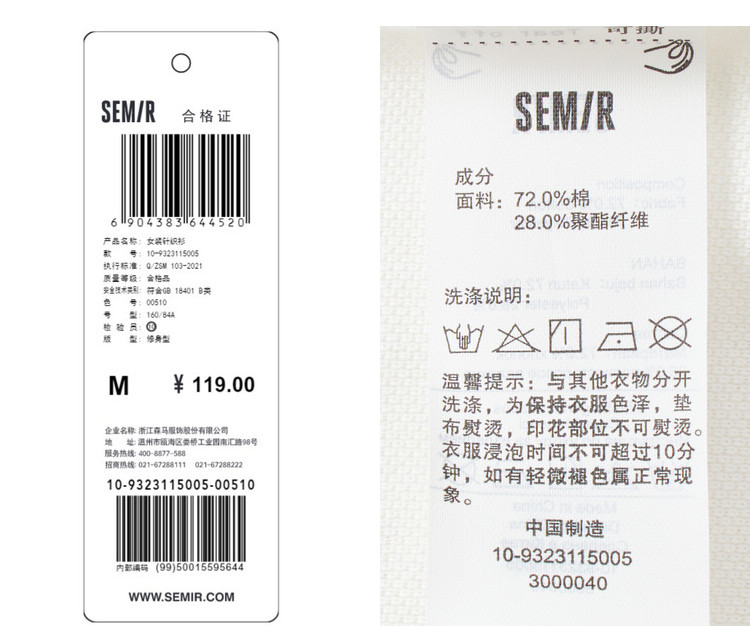 SEMIR 合格证
6 904383 644520
产品名称: 女装针织衫
款 号: 10-9323115005
执行标准: Q/ZSM 103-2021
质量等级: 合格品
安全技术类别: 符合GB 18401 B类
色 号: 00510
号 型: 160/84A
检 验 员:
版 型: 修身型
M ¥ 119.00
企业名称: 浙江森马服饰股份有限公司
地 址: 温州市瓯海区娄桥工业园南汇路98号
服务热线: 400-8877-588
招商热线: 021-67288111 021-67288222
10-9323115005-00510
内部编码 (99)50015595644
WWW.SEMIR.COM
可撕
SEMIR
成分
面料: 72.0%棉
28.0%聚酯纤维
洗涤说明:
温馨提示: 与其他衣物分开
洗涤，为保持衣服色泽，垫
布熨烫，印花部位不可熨烫。
衣服浸泡时间不可超过10分
钟，如有轻微褪色属正常现
象。
中国制造
10-9323115005
3000040